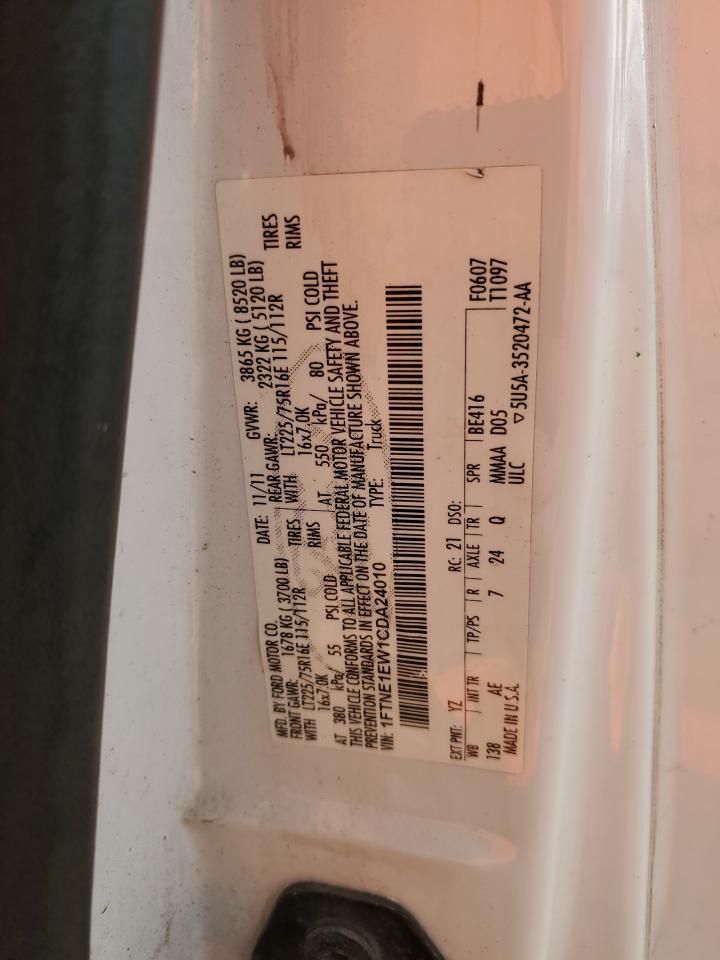 MFD. BY FORD MOTOR CO.
DATE: 11/11 GVWR: 3865 KG ( 8520 LB)
FRONT GAWR: 1678 KG ( 3700 LB) REAR GAWR: 2322 KG ( 5120 LB)
WITH LT225/75R16E 115/112R TIRES WITH LT225/75R16E 115/112R TIRES
16x7.0K RIMS 16x7.0K RIMS
AT 380 kPa/ 55 PSI COLD AT 550 kPa/ 80 PSI COLD
THIS VEHICLE CONFORMS TO ALL APPLICABLE FEDERAL MOTOR VEHICLE SAFETY AND THEFT
PREVENTION STANDARDS IN EFFECT ON THE DATE OF MANUFACTURE SHOWN ABOVE.
VIN: 1FTNE1EW1CDA24010 TYPE: Truck
EXT PNT: YZ RC: 21 DSO:
WB INT TR TP/PS R AXLE TR SPR BE416 F0607
138 AE 7 24 Q MMAA D05 T1097
MADE IN U.S.A. ULC ▽5U5A-3520472-AA